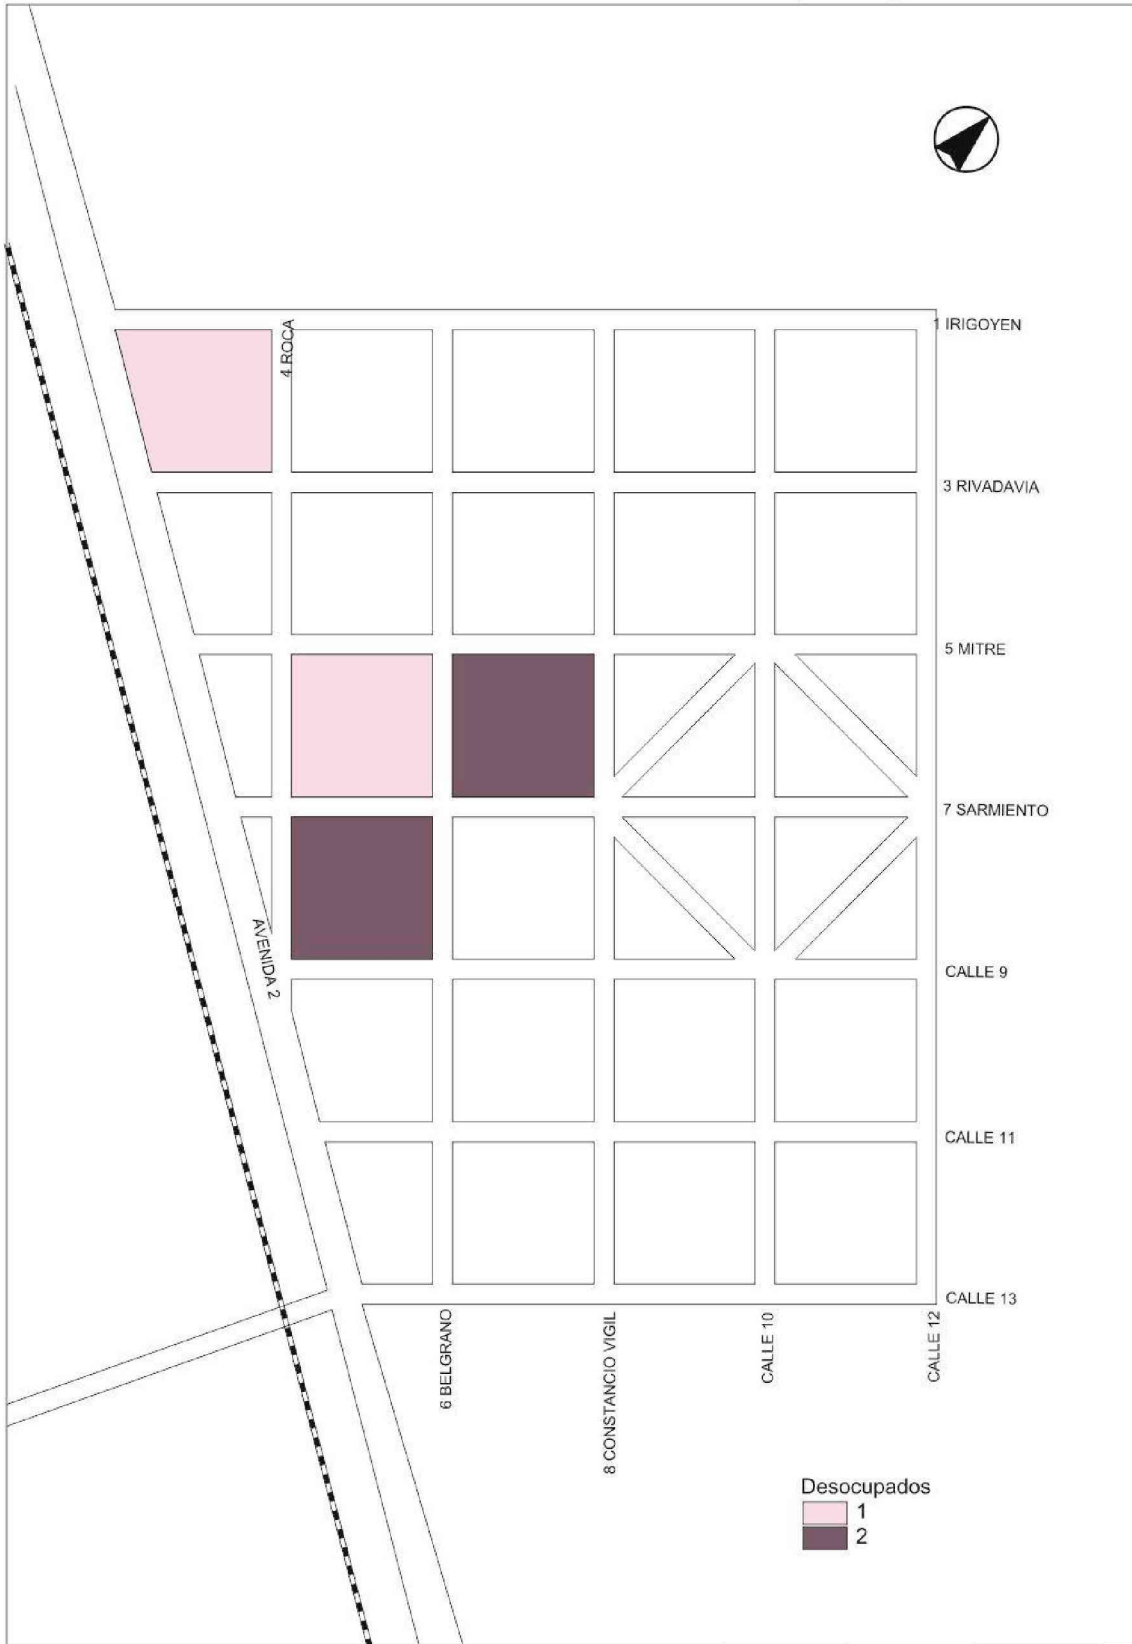 1 IRIGOYEN
4 ROCA
3 RIVADAVIA
5 MITRE
7 SARMIENTO
AVENIDA 2
CALLE 9
CALLE 11
CALLE 13
6 BELGRANO
8 CONSTANCIO VIGIL
CALLE 10
CALLE 12
Desocupados
1
2